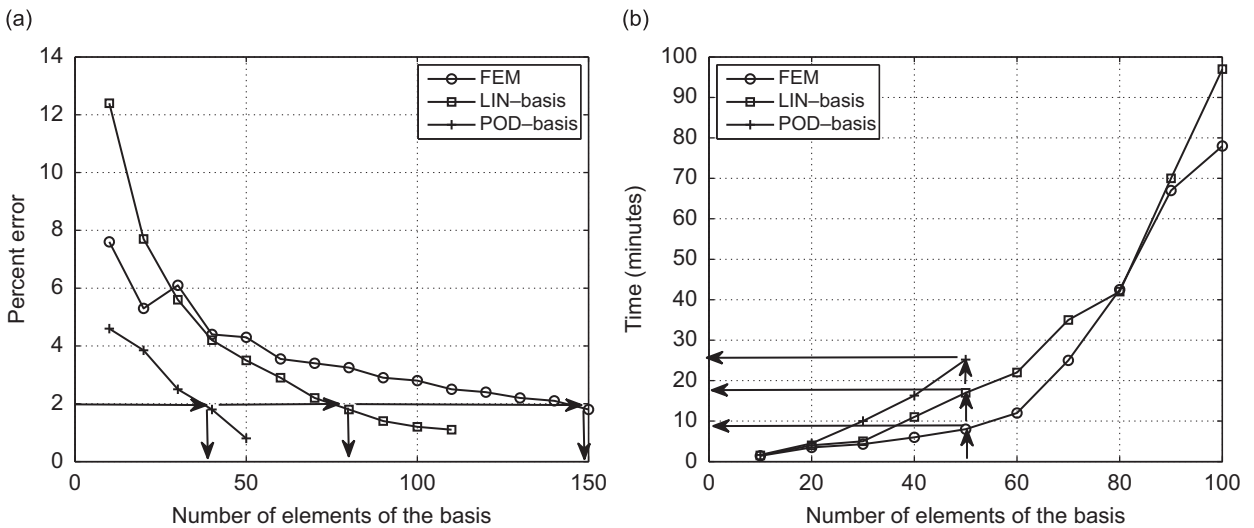 (a)
14
12
10
8
6
4
2
0
Percent error
0 50 100 150
Number of elements of the basis
FEM
LIN–basis
POD–basis
(b)
100
90
80
70
60
50
40
30
20
10
0
Time (minutes)
0 20 40 60 80 100
Number of elements of the basis
FEM
LIN–basis
POD–basis